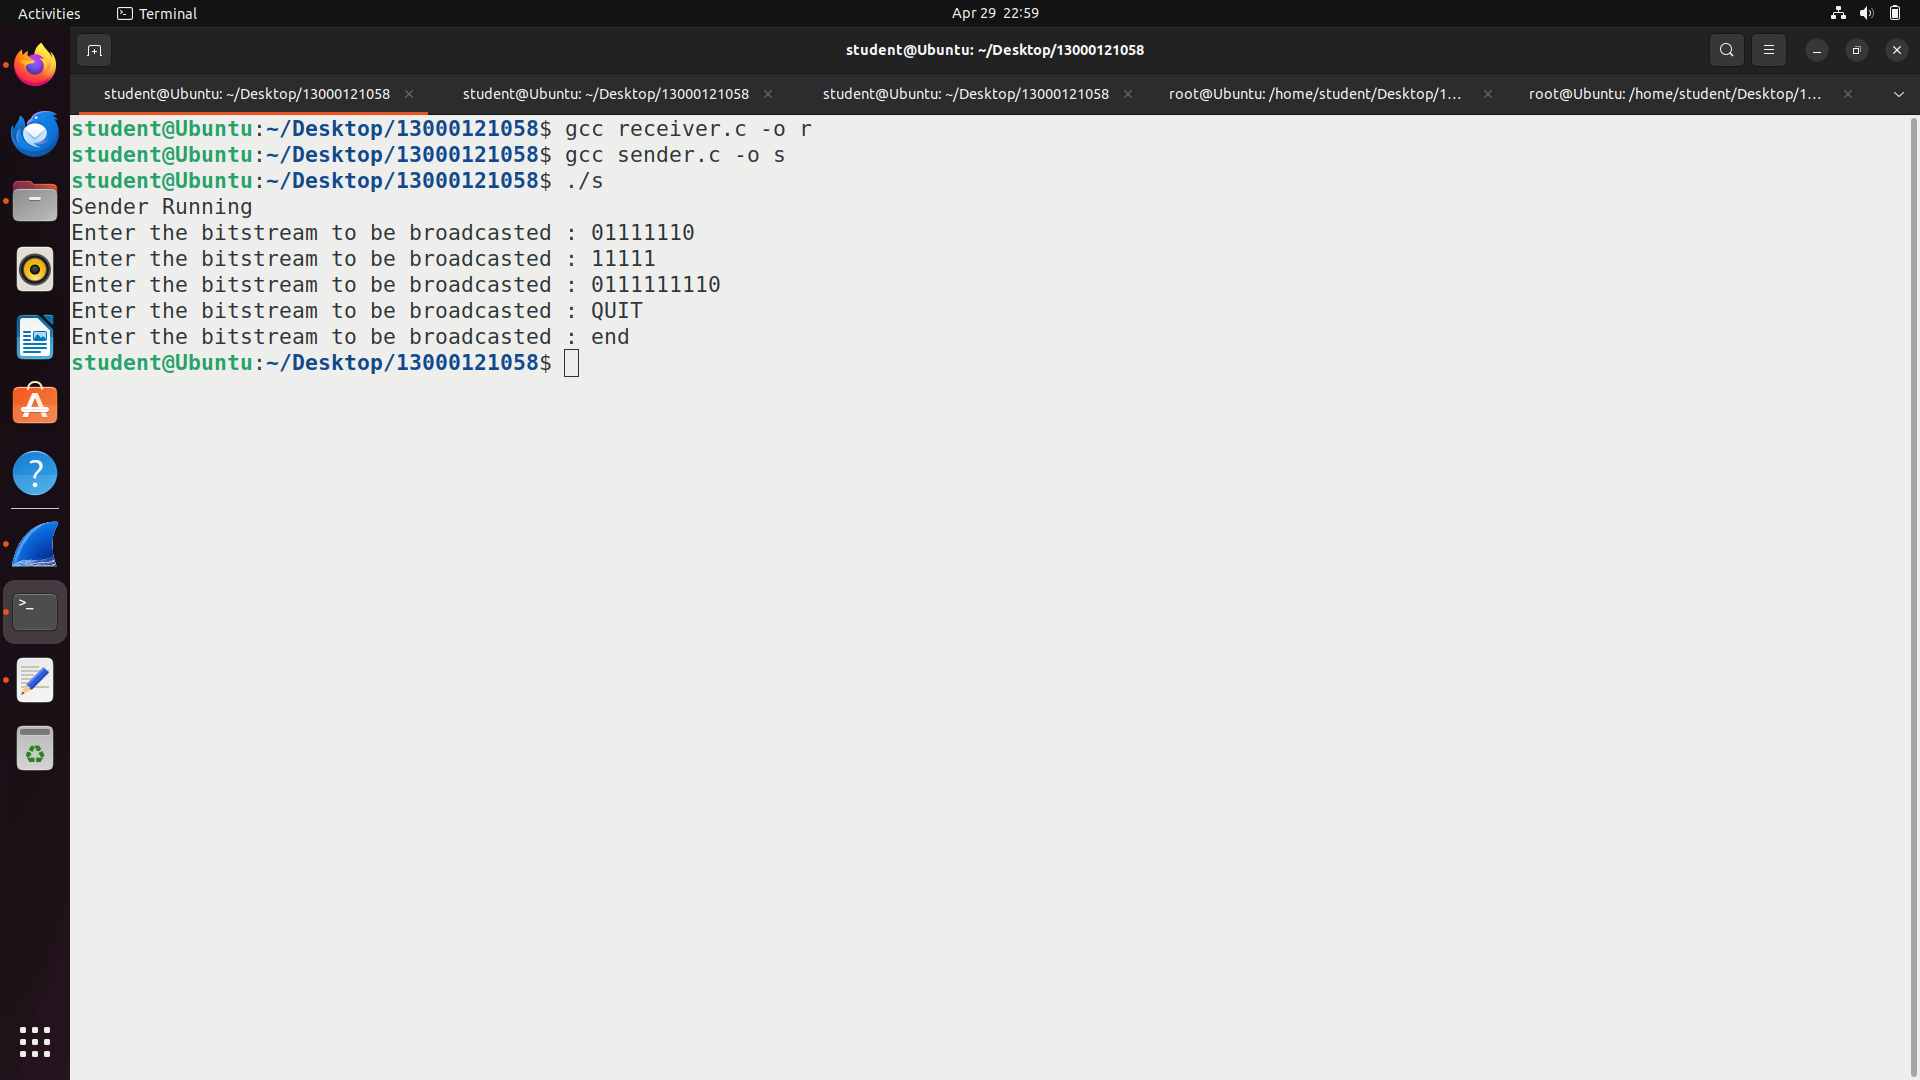 Activities
Terminal
Apr 29 22:59
student@Ubuntu: ~/Desktop/13000121058
student@Ubuntu: ~/Desktop/13000121058
student@Ubuntu: ~/Desktop/13000121058
student@Ubuntu: ~/Desktop/13000121058
root@Ubuntu: /home/student/Desktop/1...
root@Ubuntu: /home/student/Desktop/1...
student@Ubuntu:~/Desktop/13000121058$ gcc receiver.c -o r
student@Ubuntu:~/Desktop/13000121058$ gcc sender.c -o s
student@Ubuntu:~/Desktop/13000121058$ ./s
Sender Running
Enter the bitstream to be broadcasted : 01111110
Enter the bitstream to be broadcasted : 11111
Enter the bitstream to be broadcasted : 0111111110
Enter the bitstream to be broadcasted : QUIT
Enter the bitstream to be broadcasted : end
student@Ubuntu:~/Desktop/13000121058$